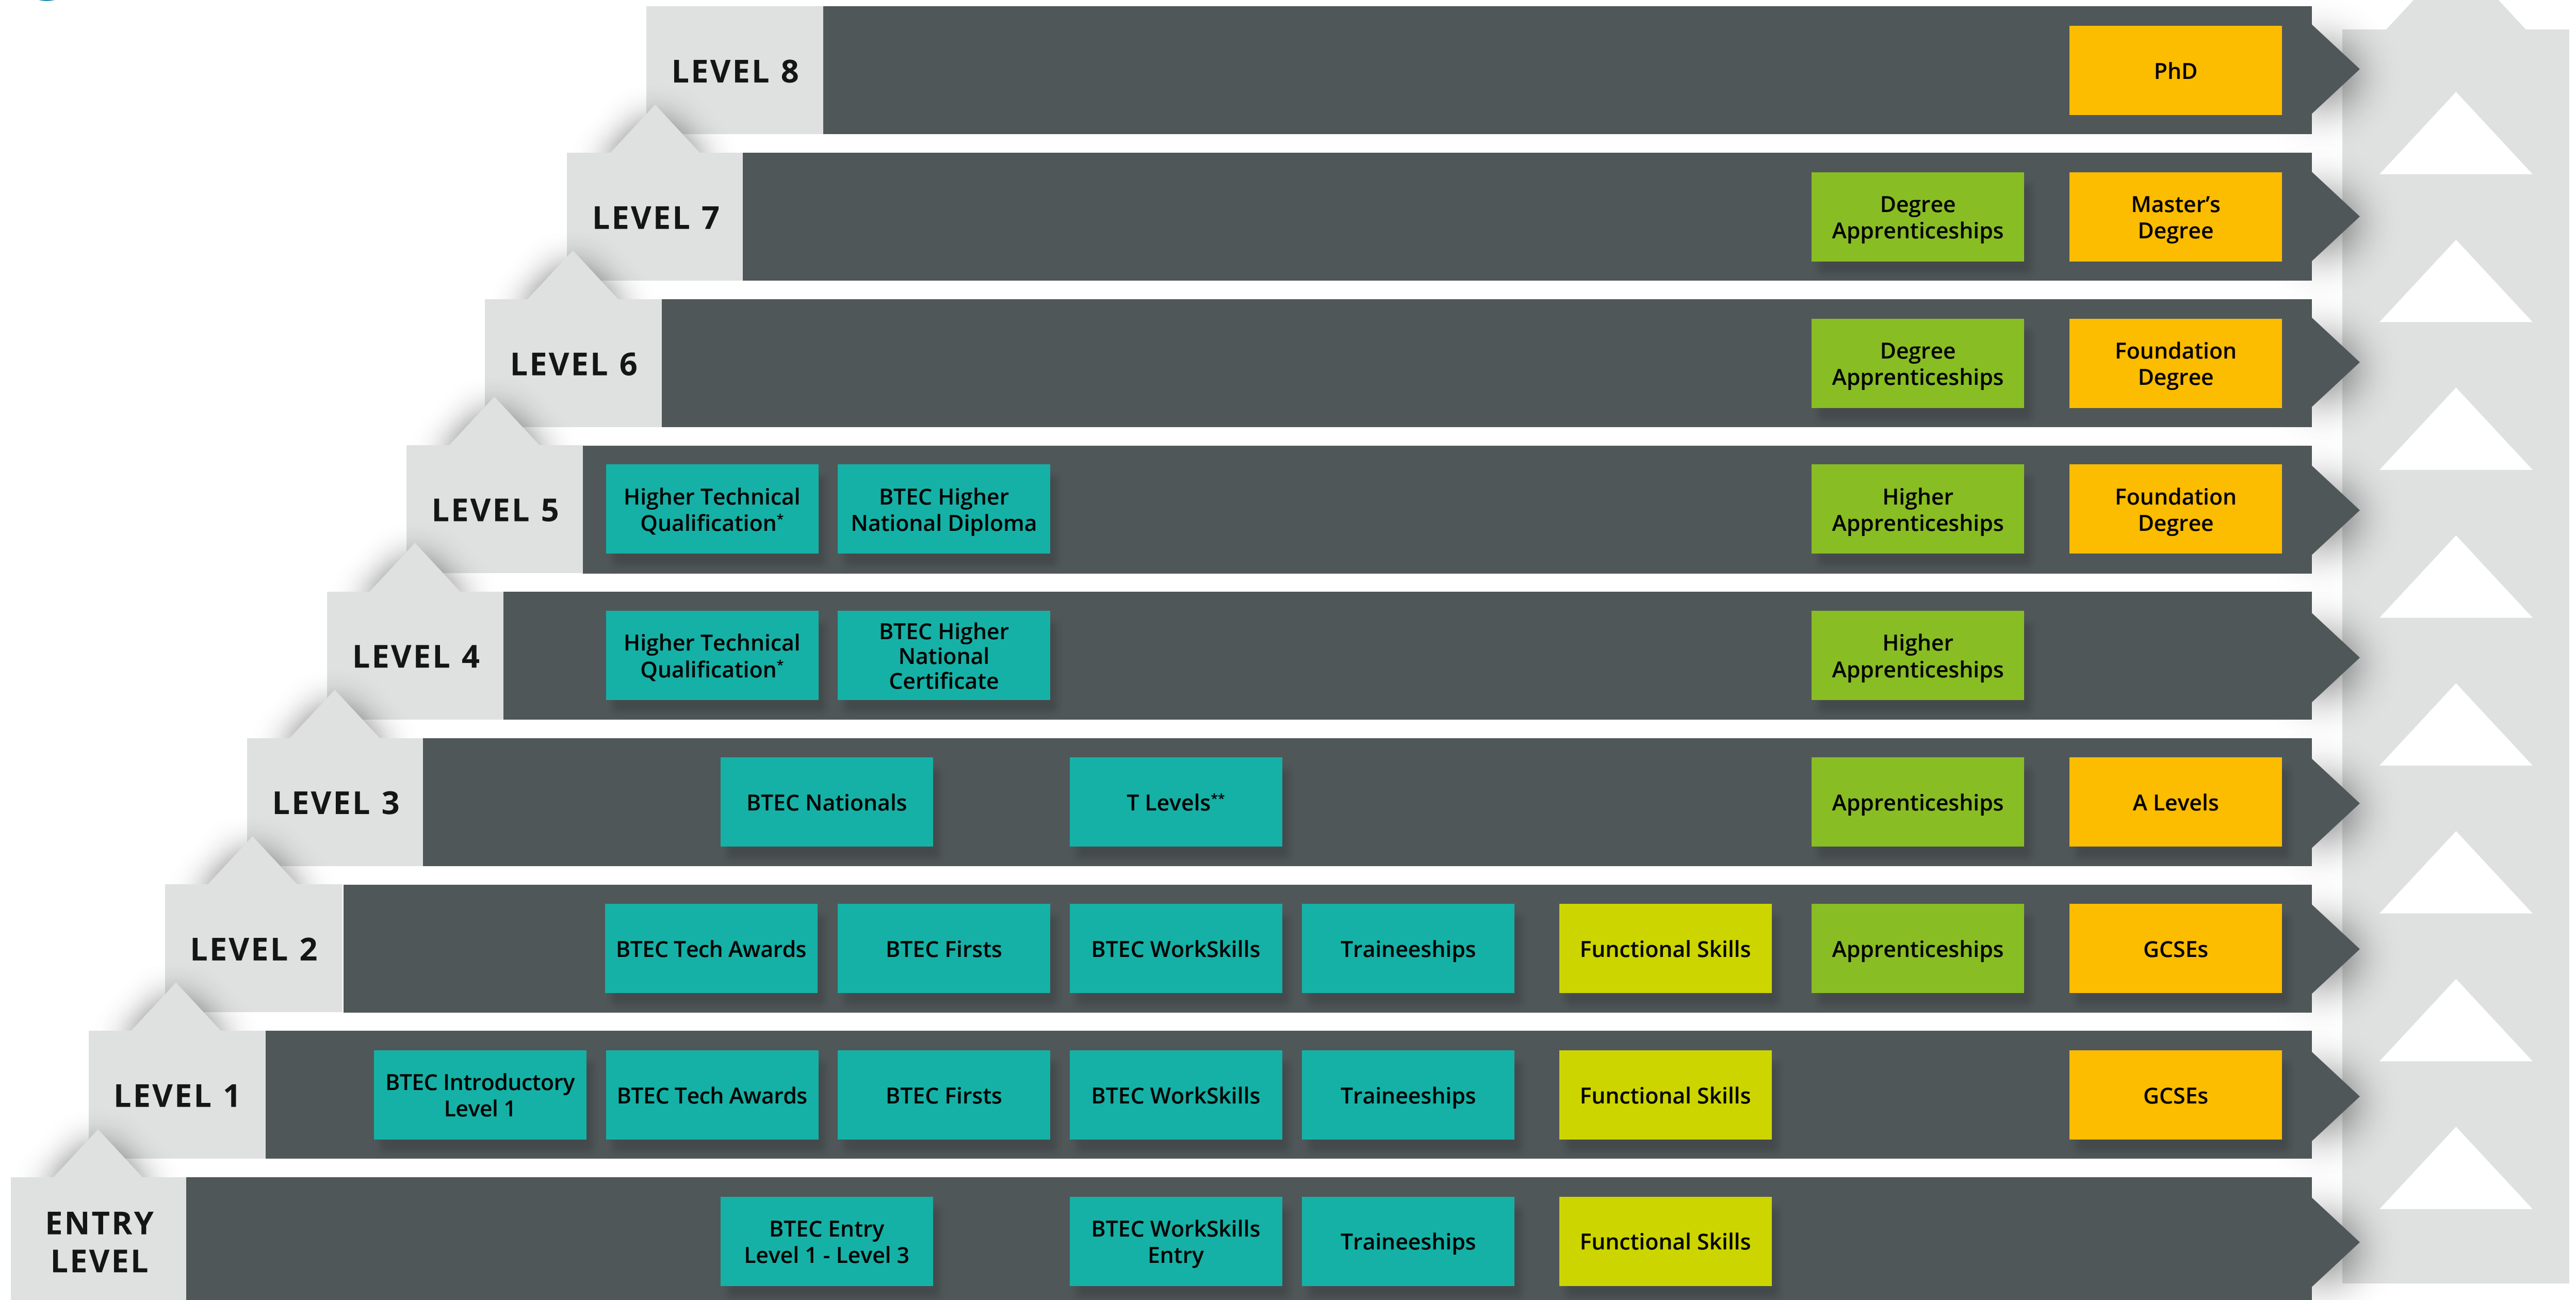 LEVEL 8
PhD
LEVEL 7
Degree
Apprenticeships
Master’s
Degree
LEVEL 6
Degree
Apprenticeships
Foundation
Degree
LEVEL 5
Higher Technical
Qualification*
BTEC Higher
National Diploma
Higher
Apprenticeships
Foundation
Degree
LEVEL 4
Higher Technical
Qualification*
BTEC Higher
National
Certificate
Higher
Apprenticeships
LEVEL 3
BTEC Nationals
T Levels**
Apprenticeships
A Levels
LEVEL 2
BTEC Tech Awards
BTEC Firsts
BTEC WorkSkills
Traineeships
Functional Skills
Apprenticeships
GCSEs
LEVEL 1
BTEC Introductory
Level 1
BTEC Tech Awards
BTEC Firsts
BTEC WorkSkills
Traineeships
Functional Skills
GCSEs
ENTRY
LEVEL
BTEC Entry
Level 1 - Level 3
BTEC WorkSkills
Entry
Traineeships
Functional Skills